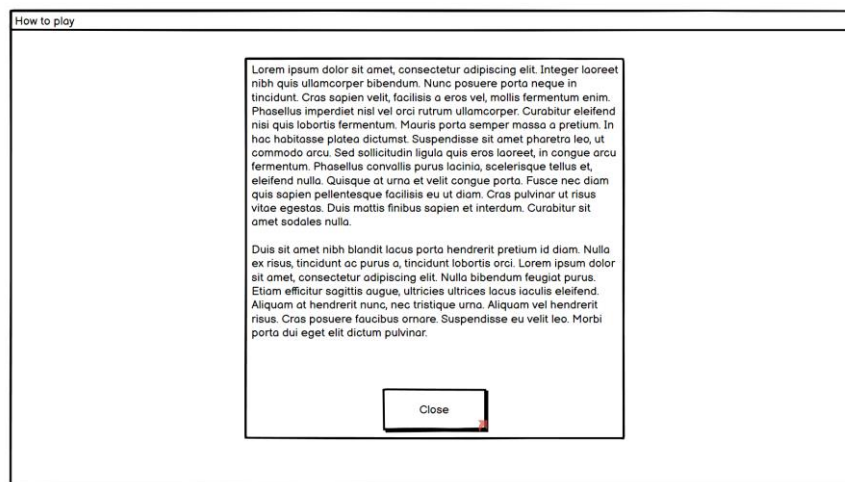 How to play
Lorem ipsum dolor sit amet, consectetur adipiscing elit. Integer laoreet
nibh quis ullamcorper bibendum. Nunc posuere porta neque in
tincidunt. Cras sapien velit, facilisis a eros vel, mollis fermentum enim.
Phasellus imperdiet nisl vel orci rutrum ullamcorper. Curabitur eleifend
nisi quis lobortis fermentum. Mauris porta semper massa a pretium. In
hac habitasse platea dictumst. Suspendisse sit amet pharetra leo, ut
commodo arcu. Sed sollicitudin ligula quis eros laoreet, in congue arcu
fermentum. Phasellus convallis purus lacinia, scelerisque tellus et,
eleifend nulla. Quisque at urna et velit congue porta. Fusce nec diam
quis sapien pellentesque facilisis eu ut diam. Cras pulvinar ut risus
vitae egestas. Duis mattis finibus sapien et interdum. Curabitur sit
amet sodales nulla.
Duis sit amet nibh blandit lacus porta hendrerit pretium id diam. Nulla
ex risus, tincidunt ac purus a, tincidunt lobortis orci. Lorem ipsum dolor
sit amet, consectetur adipiscing elit. Nulla bibendum feugiat purus.
Etiam efficitur sagittis augue, ultricies ultrices lacus iaculis eleifend.
Aliquam at hendrerit nunc, nec tristique urna. Aliquam vel hendrerit
risus. Cras posuere faucibus ornare. Suspendisse eu velit leo. Morbi
porta dui eget elit dictum pulvinar.
Close